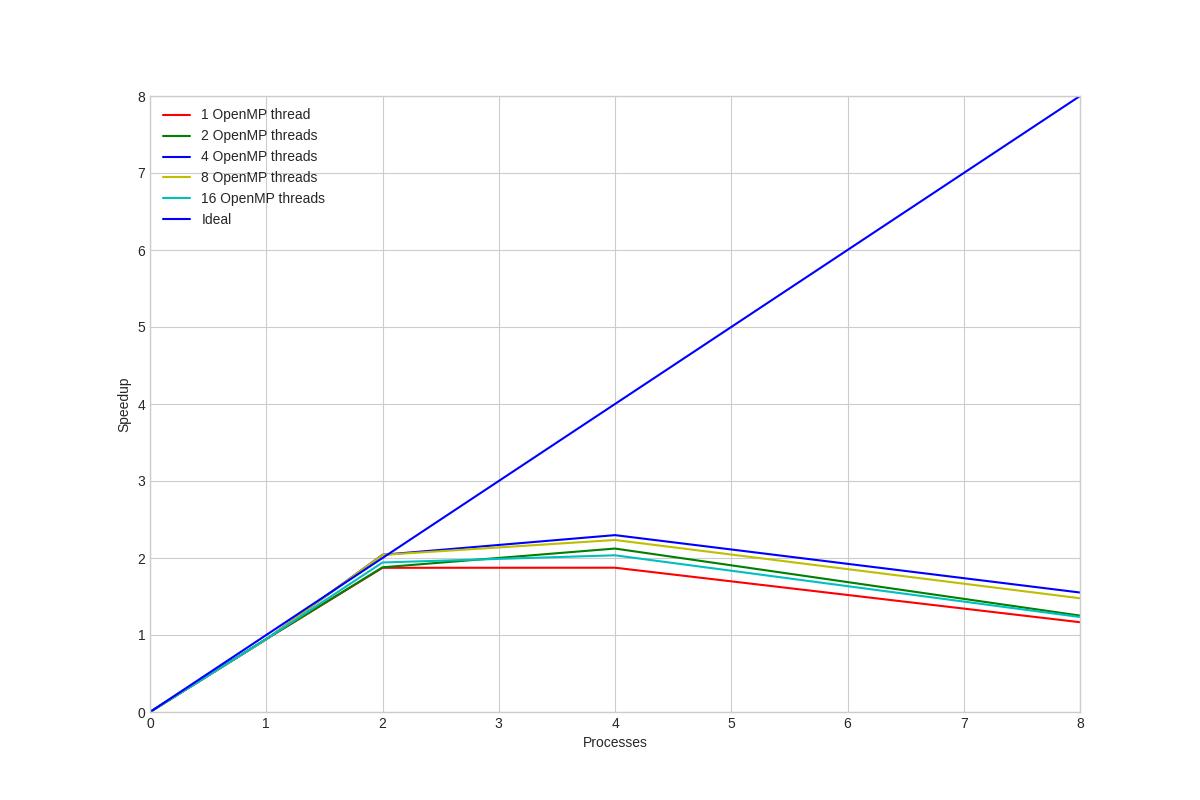 8
7
6
5
4
3
2
1
0
Speedup
1 OpenMP thread
2 OpenMP threads
4 OpenMP threads
8 OpenMP threads
16 OpenMP threads
Ideal
0 1 2 3 4 5 6 7 8
Processes